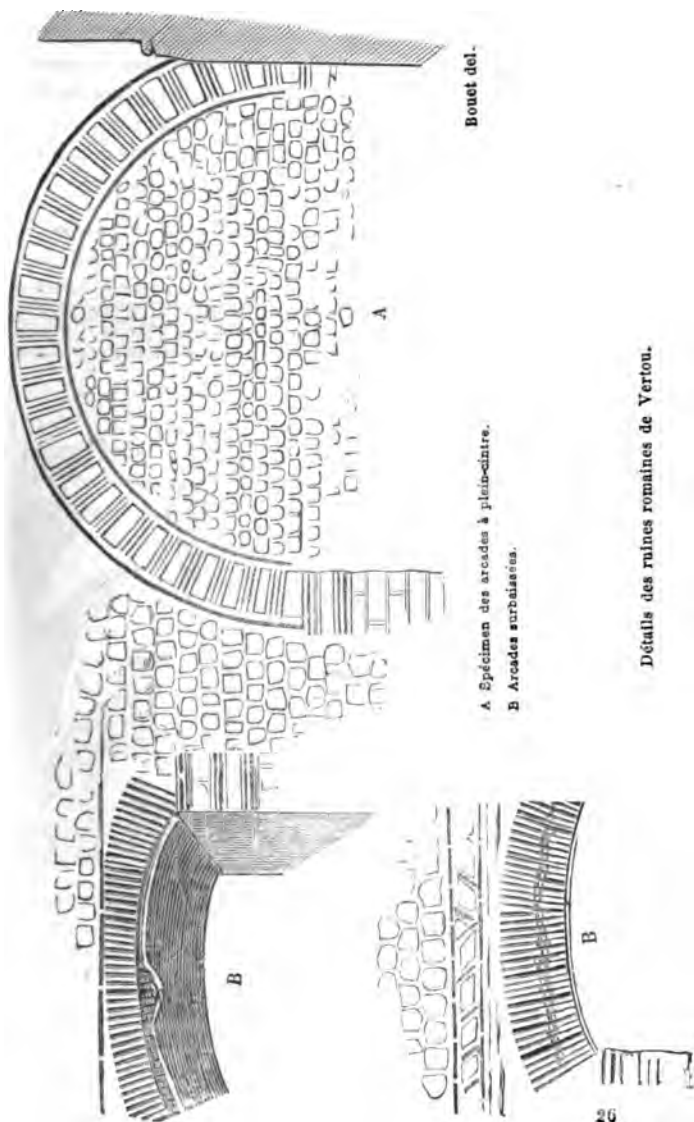 A
Bouet del.
B
A Spécimen des arcades à plein-cintre.
B Arcades surbaissées.
B
Détails des ruines romaines de Vertou.
26